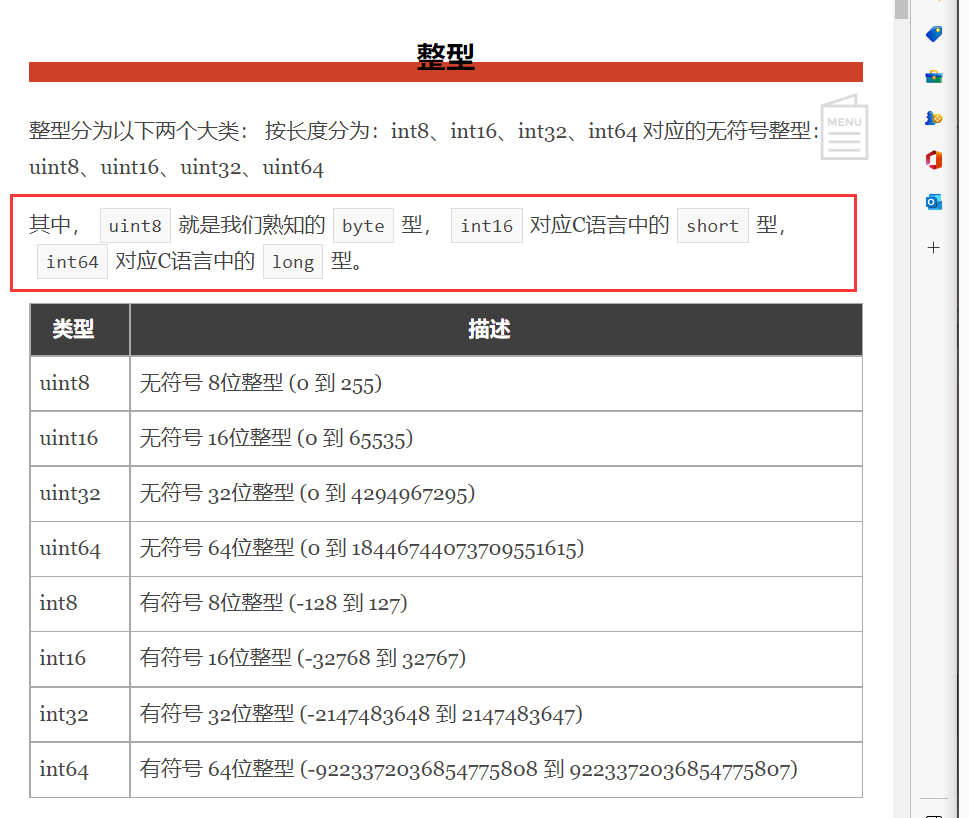 整型
整型分为以下两个大类： 按长度分为：int8、int16、int32、int64 对应的无符号整型：
MENU
uint8、uint16、uint32、uint64
其中， uint8 就是我们熟知的 byte 型， int16 对应C语言中的 short 型，
int64 对应C语言中的 long 型。
类型 描述
uint8 无符号 8位整型 (0 到 255)
uint16 无符号 16位整型 (0 到 65535)
uint32 无符号 32位整型 (0 到 4294967295)
uint64 无符号 64位整型 (0 到 18446744073709551615)
int8 有符号 8位整型 (-128 到 127)
int16 有符号 16位整型 (-32768 到 32767)
int32 有符号 32位整型 (-2147483648 到 2147483647)
int64 有符号 64位整型 (-9223372036854775808 到 9223372036854775807)